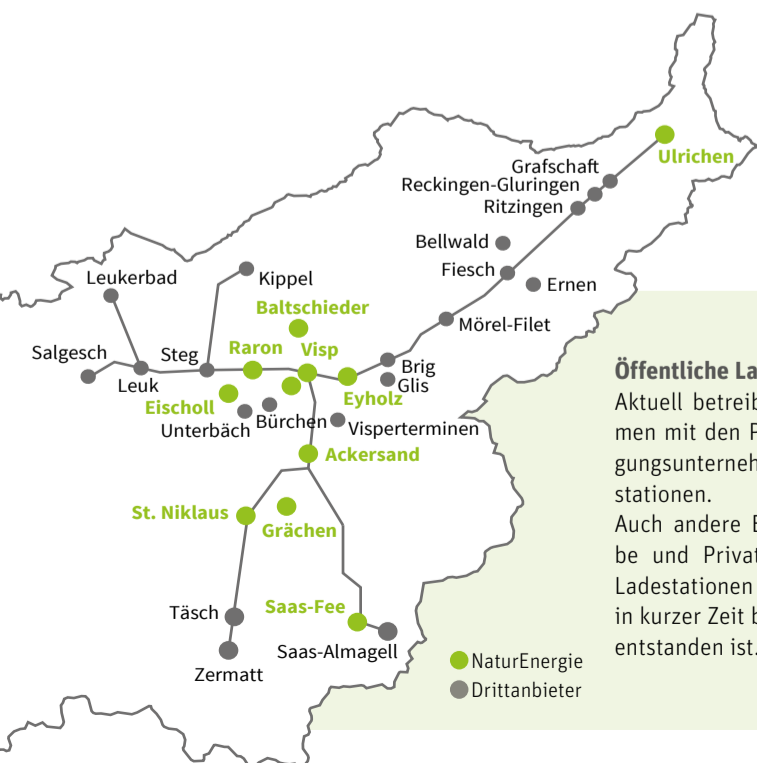 Ulrichen
Grafschaft
Reckingen-Gluringen
Ritzingen
Bellwald
Fiesch
Ernen
Leukerbad
Kippel
Baltschieder
Mörel-Filet
Salgesch
Steg
Raron
Visp
Leuk
Brig
Glis
Eischoll
Eyholz
Unterbäch
Bürchen
Visperterminen
Ackersand
St. Niklaus
Grächen
Täsch
Saas-Fee
Saas-Almagell
Zermatt
NaturEnergie
Drittanbieter
Öffentliche La
Aktuell betreib
men mit den P
gungsunterneh
stationen.
Auch andere E
be und Privat
Ladestationen
in kurzer Zeit b
entstanden ist.